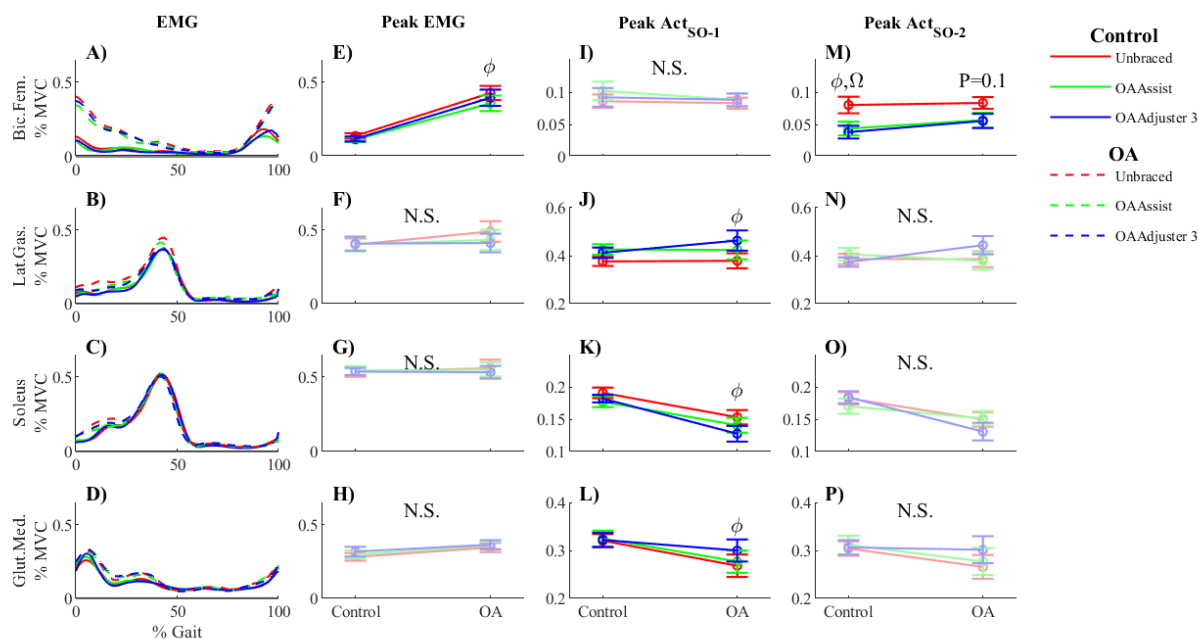 EMG
Peak EMG
Peak Act SO-1
Peak Act SO-2
A)
E)
I)
M)
Control
Bic.Fem.
% MVC
0.5
0
0 50 100
0.5
0
ϕ
N.S.
0.1
0.05
0
ϕ,Ω
P=0.1
0.1
0.05
0
Unbraced
OAAssist
OAAdjuster 3
OA
Unbraced
OAAssist
OAAdjuster 3
B)
F)
J)
N)
Lat.Gas.
% MVC
0.5
0
0 50 100
N.S.
0.5
0
ϕ
0.6
0.4
0.2
N.S.
0.6
0.4
0.2
C)
G)
K)
O)
Soleus
% MVC
0.5
0
0 50 100
N.S.
0.5
0
ϕ
0.2
0.15
0.1
N.S.
0.2
0.15
0.1
D)
H)
L)
P)
Glut.Med.
% MVC
0.5
0
0 50 100
% Gait
N.S.
0.5
0
Control OA
ϕ
0.4
0.3
0.2
Control OA
N.S.
0.4
0.3
0.2
Control OA